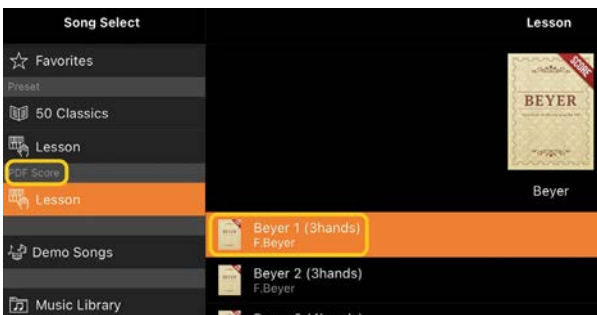 Song Select
Lesson
Favorites
Preset
50 Classics
Lesson
PDF Score
Lesson
Demo Songs
Music Library
SCORE
BEYER
Beyer
Beyer 1 (3hands)
F.Beyer
Beyer 2 (3hands)
F.Beyer